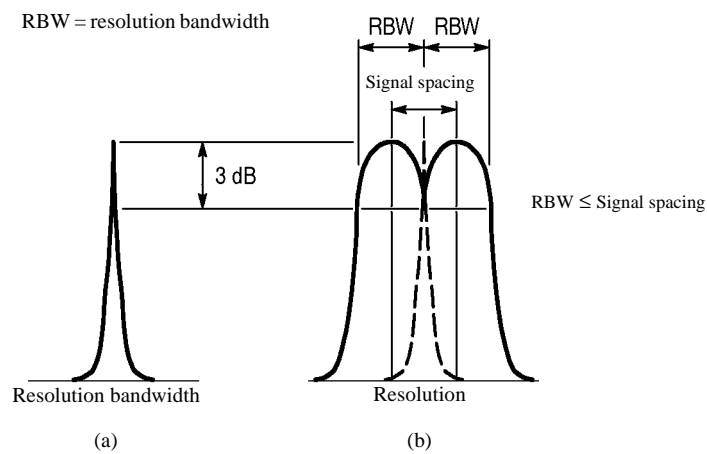 RBW = resolution bandwidth
RBW RBW
Signal spacing
3 dB
RBW ≤ Signal spacing
Resolution bandwidth
Resolution
(a)
(b)